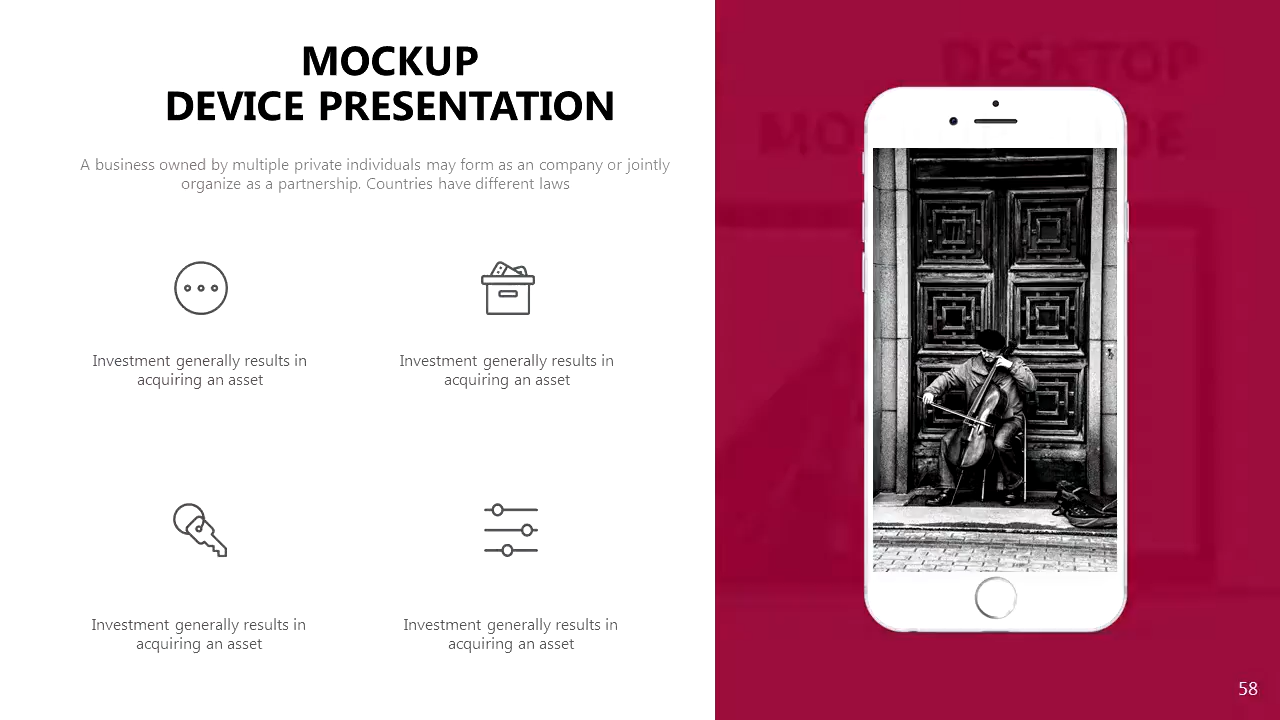 MOCKUP
DEVICE PRESENTATION
A business owned by multiple private individuals may form as an company or jointly
organize as a partnership. Countries have different laws
Investment generally results in
acquiring an asset
Investment generally results in
acquiring an asset
Investment generally results in
acquiring an asset
Investment generally results in
acquiring an asset
DESKTOP
58